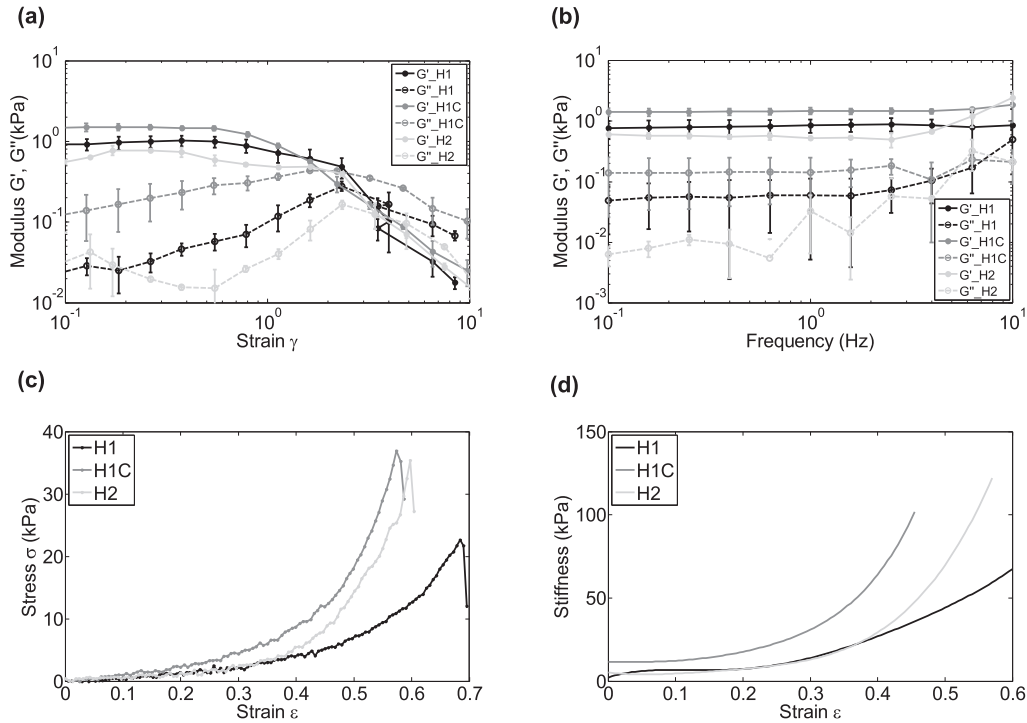 (a)
10^1
10^0
10^-1
10^-2
Modulus G', G"(kPa)
G'_H1
G"_H1
G'_H1C
G"_H1C
G'_H2
G"_H2
10^-1
10^0
10^1
Strain γ
(b)
10^1
10^0
10^-1
10^-2
10^-3
Modulus G', G"(kPa)
G'_H1
G"_H1
G'_H1C
G"_H1C
G'_H2
G"_H2
10^-1
10^0
10^1
Frequency (Hz)
(c)
40
30
20
10
0
Stress σ (kPa)
H1
H1C
H2
0 0.1 0.2 0.3 0.4 0.5 0.6 0.7
Strain ε
(d)
150
100
50
0
Stiffness (kPa)
H1
H1C
H2
0 0.1 0.2 0.3 0.4 0.5 0.6
Strain ε